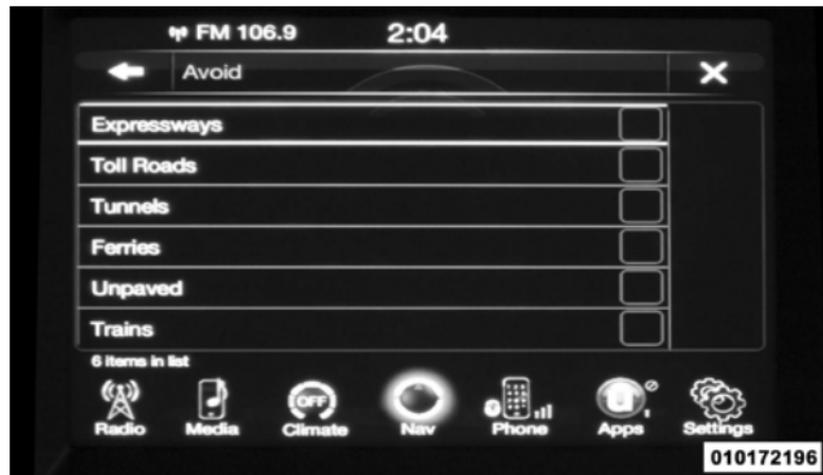 FM 106.9 2:04
Avoid
Expressways
Toll Roads
Tunnels
Ferries
Unpaved
Trains
6 items in list
OFF
Radio Media Climate Nav Phone Apps Settings
010172196